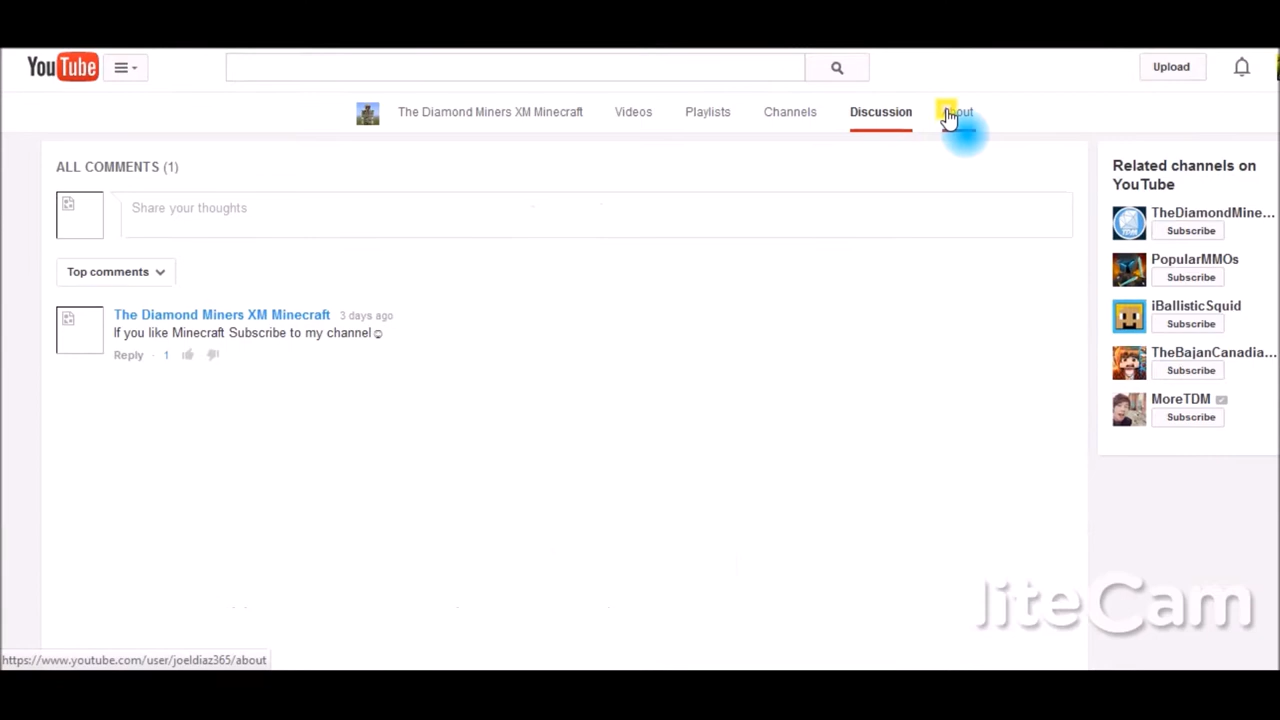 YouTube
Upload
The Diamond Miners XM Minecraft Videos Playlists Channels Discussion
ALL COMMENTS (1)
Share your thoughts
Top comments
The Diamond Miners XM Minecraft 3 days ago
If you like Minecraft Subscribe to my channel☺
Reply · 1
Related channels on
YouTube
TheDiamondMine...
Subscribe
PopularMMOs
Subscribe
iBallisticSquid
Subscribe
TheBajanCanadia...
Subscribe
MoreTDM
Subscribe
liteCam
https://www.youtube.com/user/joeldiaz365/about